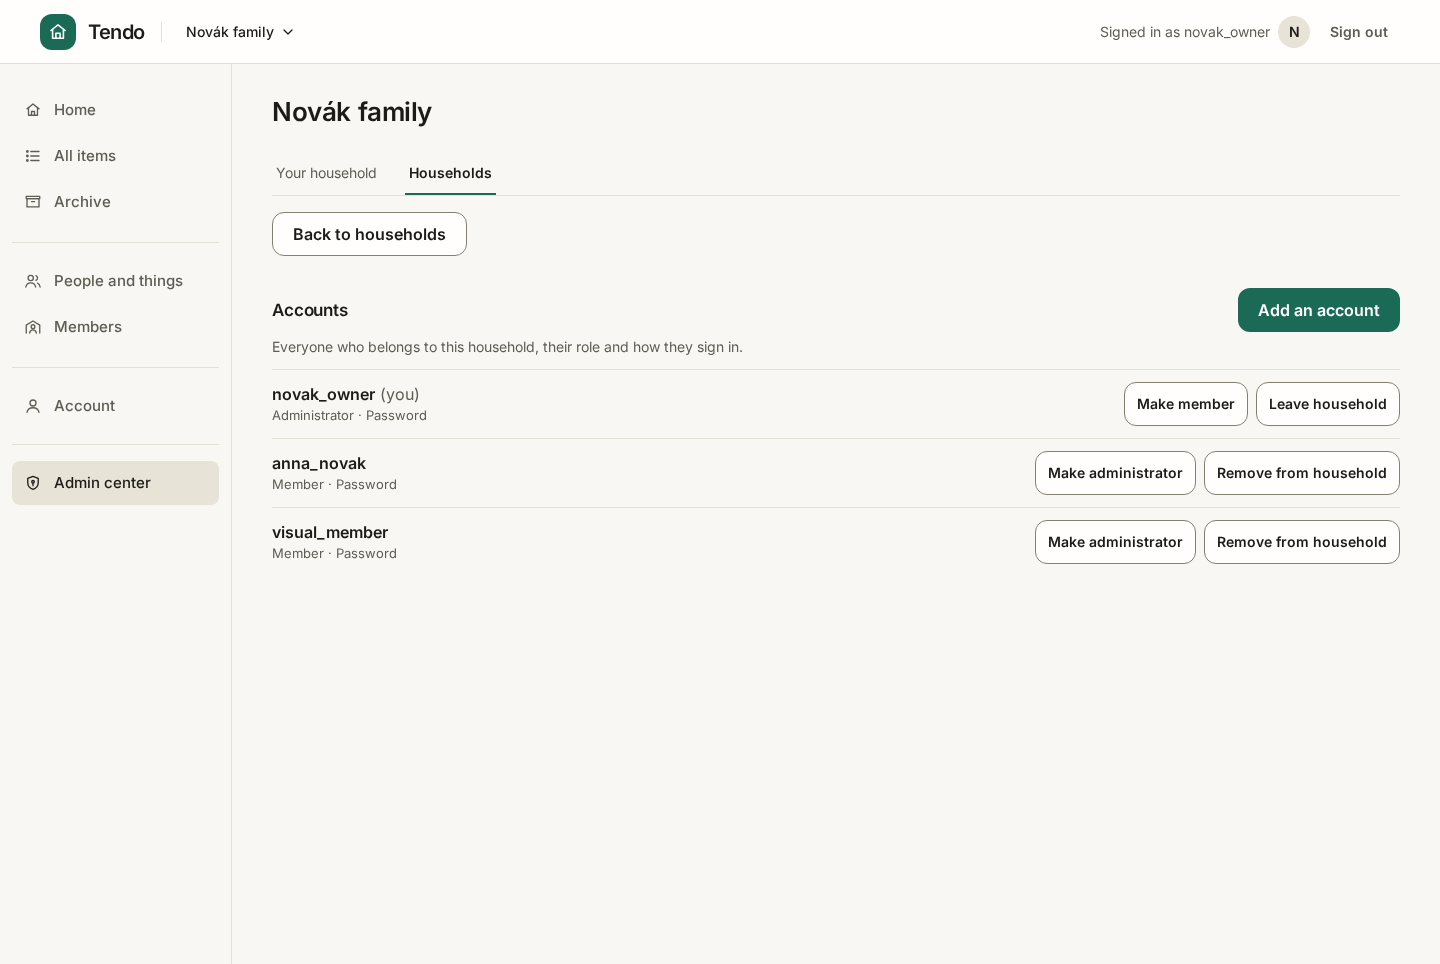 Tendo
Novák family
Signed in as novak_owner
N
Sign out
Home
All items
Archive
People and things
Members
Account
Admin center
Novák family
Your household
Households
Back to households
Accounts
Add an account
Everyone who belongs to this household, their role and how they sign in.
novak_owner (you)
Administrator · Password
Make member
Leave household
anna_novak
Member · Password
Make administrator
Remove from household
visual_member
Member · Password
Make administrator
Remove from household